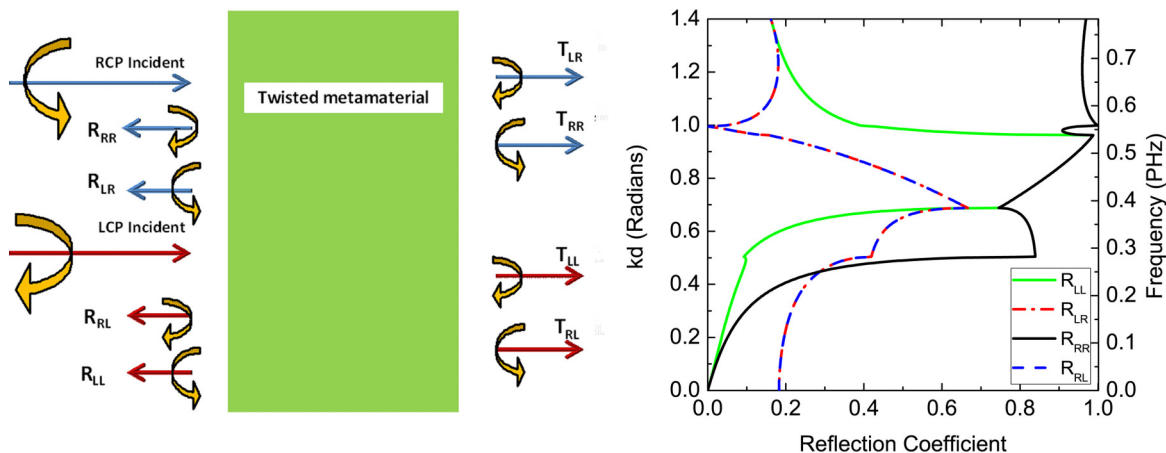 RCP Incident
R_RR
R_LR
LCP Incident
R_RL
R_LL
Twisted metamaterial
T_LR
T_RR
T_LL
T_RL
kd (Radians)
1.4
1.2
1.0
0.8
0.6
0.4
0.2
0.0
0.0 0.2 0.4 0.6 0.8 1.0
Reflection Coefficient
R_LL
R_LR
R_RR
R_RL
0.7
0.6
0.5
0.4
0.3
0.2
0.1
0.0
Frequency (PHz)